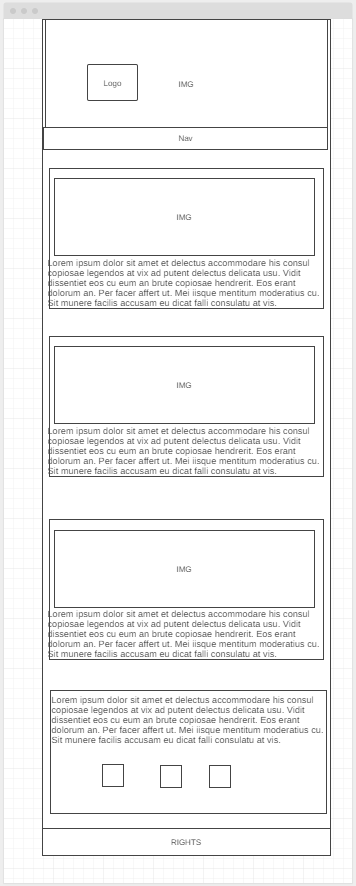 Logo
IMG
Nav
IMG
Lorem ipsum dolor sit amet et delectus accommodare his consul
copiosae legendos at vix ad putent delectus delicata usu. Vidit
dissentiet eos cu eum an brute copiosae hendrerit. Eos erant
dolorum an. Per facer affert ut. Mei iisque mentitum moderatius cu.
Sit munere facilis accusam eu dicat falli consulatu at vis.
IMG
Lorem ipsum dolor sit amet et delectus accommodare his consul
copiosae legendos at vix ad putent delectus delicata usu. Vidit
dissentiet eos cu eum an brute copiosae hendrerit. Eos erant
dolorum an. Per facer affert ut. Mei iisque mentitum moderatius cu.
Sit munere facilis accusam eu dicat falli consulatu at vis.
IMG
Lorem ipsum dolor sit amet et delectus accommodare his consul
copiosae legendos at vix ad putent delectus delicata usu. Vidit
dissentiet eos cu eum an brute copiosae hendrerit. Eos erant
dolorum an. Per facer affert ut. Mei iisque mentitum moderatius cu.
Sit munere facilis accusam eu dicat falli consulatu at vis.
Lorem ipsum dolor sit amet et delectus accommodare his consul
copiosae legendos at vix ad putent delectus delicata usu. Vidit
dissentiet eos cu eum an brute copiosae hendrerit. Eos erant
dolorum an. Per facer affert ut. Mei iisque mentitum moderatius cu.
Sit munere facilis accusam eu dicat falli consulatu at vis.
RIGHTS